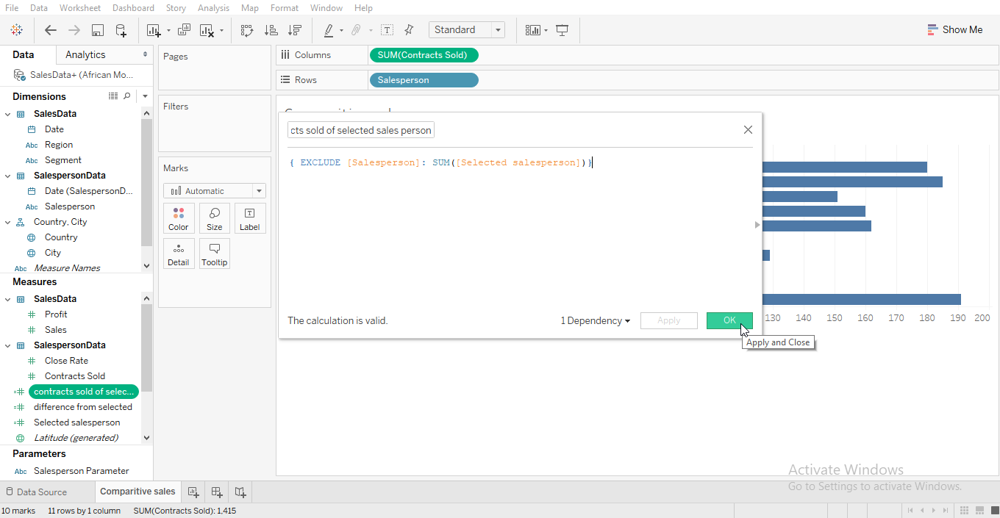 File Data Worksheet Dashboard Story Analysis Map Format Window Help
Standard
Show Me
Data Analytics
SalesData+ (African Mo...
Dimensions
SalesData
Date
Abc Region
Abc Segment
SalespersonData
Date (SalespersonD...
Abc Salesperson
Country, City
Country
City
Abc Measure Names
Measures
SalesData
Profit
Sales
SalespersonData
Close Rate
Contracts Sold
contracts sold of selec...
difference from selected
Selected salesperson
Latitude (generated)
Parameters
Abc Salesperson Parameter
Pages
Filters
Marks
Automatic
Color Size Label
Detail Tooltip
Columns SUM(Contracts Sold)
Rows Salesperson
cts sold of selected sales person
{ EXCLUDE [Salesperson]: SUM([Selected salesperson])}
The calculation is valid. 1 Dependency Apply OK
Apply and Close
130 140 150 160 170 180 190 200
Activate Windows
Go to Settings to activate Windows.
Data Source Comparitive sales
10 marks 11 rows by 1 column SUM(Contracts Sold): 1,415